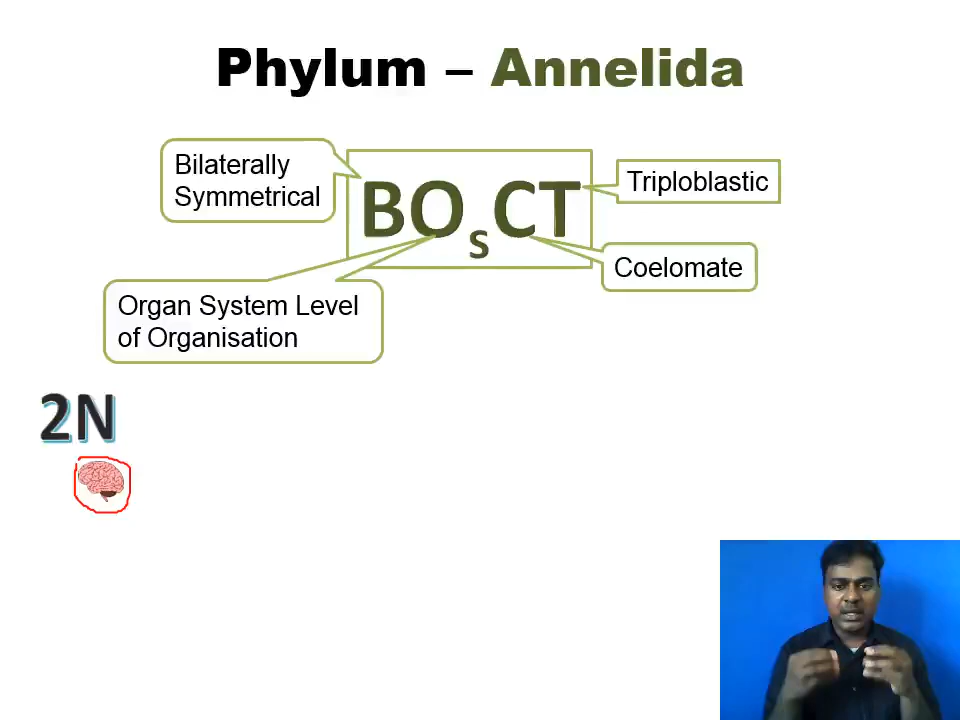 Phylum – Annelida
Bilaterally
Symmetrical
BOSCT
Triploblastic
Coelomate
Organ System Level
of Organisation
2N